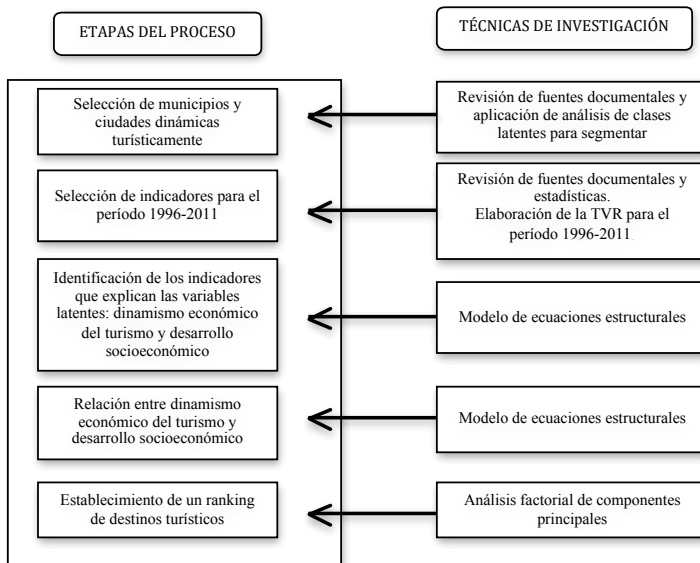 ETAPAS DEL PROCESO
TÉCNICAS DE INVESTIGACIÓN
Selección de municipios y
ciudades dinámicas
turísticamente
Revisión de fuentes documentales y
aplicación de análisis de clases
latentes para segmentar
Selección de indicadores para el
período 1996-2011
Revisión de fuentes documentales y
estadísticas.
Elaboración de la TVR para el
período 1996-2011.
Identificación de los indicadores
que explican las variables
latentes: dinamismo económico
del turismo y desarrollo
socioeconómico
Modelo de ecuaciones estructurales
Relación entre dinamismo
económico del turismo y
desarrollo socioeconómico
Modelo de ecuaciones estructurales
Establecimiento de un ranking
de destinos turísticos
Análisis factorial de componentes
principales